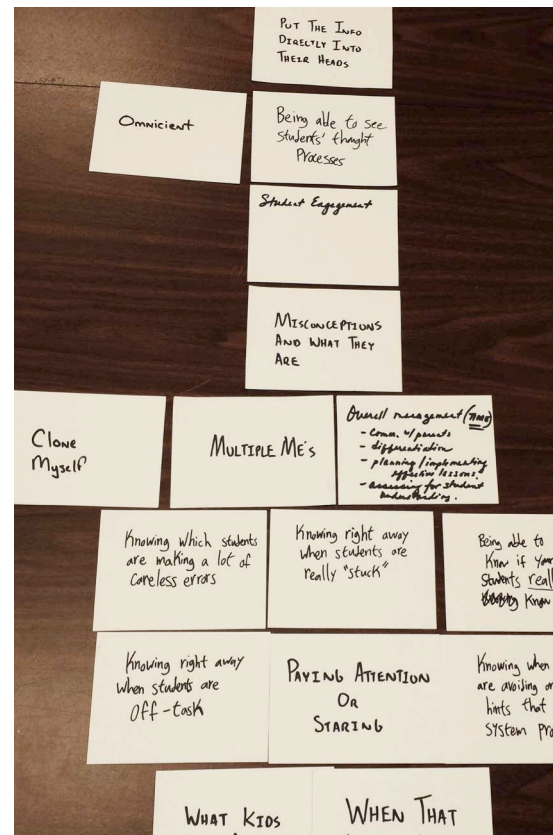 PUT THE INFO
DIRECTLY INTO
THEIR HEADS
OMNICIENT
Being able to see
students' thought
Processes
Student Engagement
MISCONCEPTIONS
AND WHAT THEY
ARE
Clone
Myself
MULTIPLE ME'S
Overall management (TIME)
- Comm. w/ parents
- differentiation
- planning/implementing
effective lessons.
- assessing for student
understanding.
Knowing which students
are making a lot of
careless errors
Knowing right away
when students are
really "stuck"
Being able to
know if your
students
Know
Knowing right away
when students are
Off-task
PAYING ATTENTION
OR
STARING
Knowing when
are avoiding or
hints that
system
WHAT KIDS
WHEN THAT